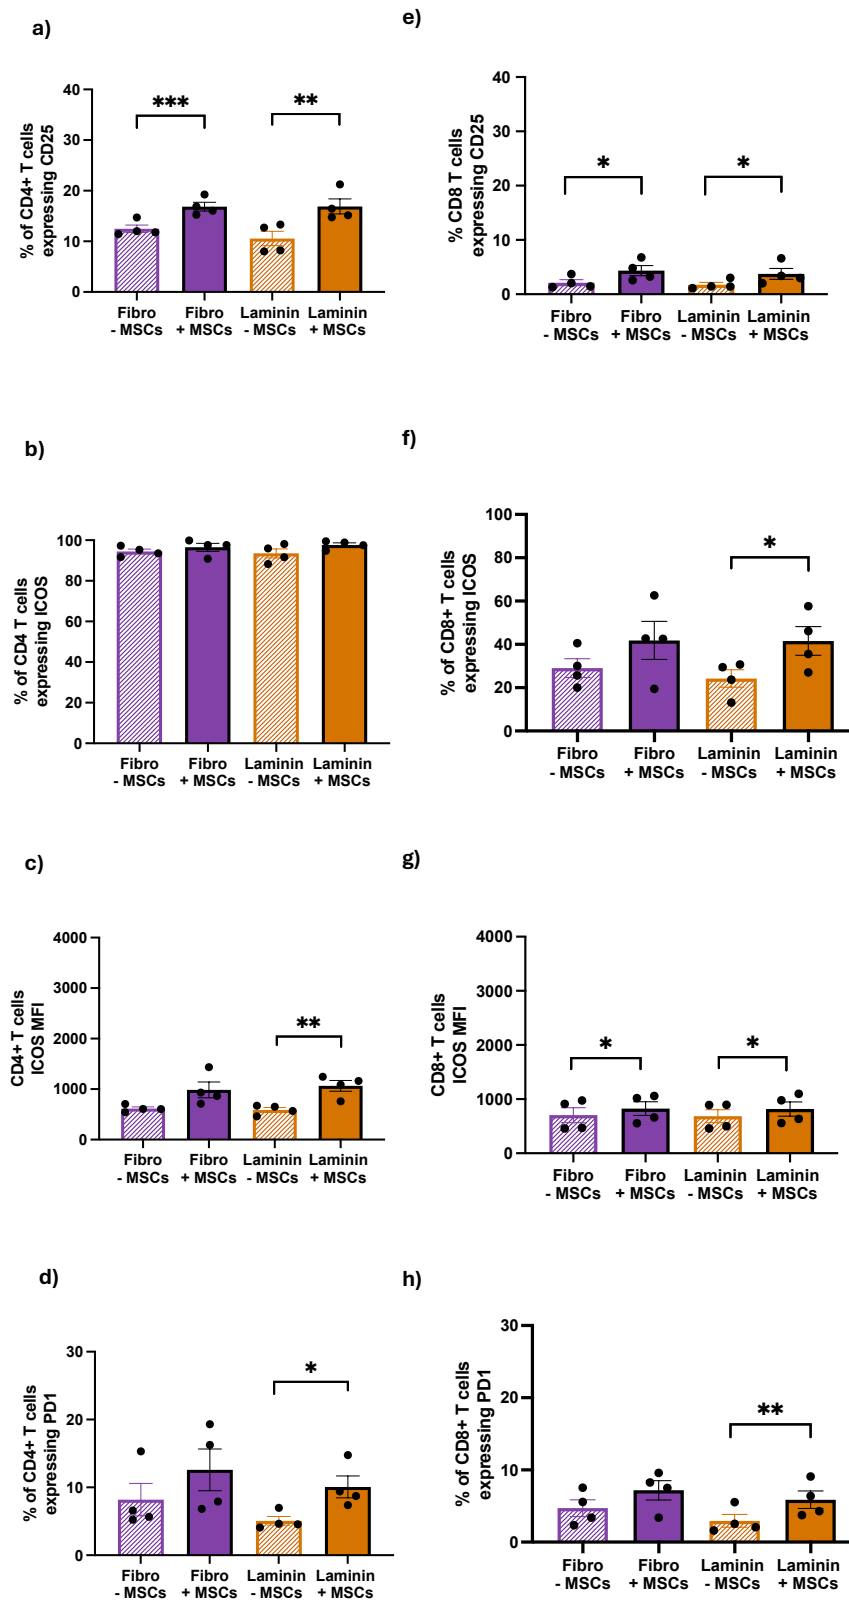 a)
% of CD4+ T cells
expressing CD25
40
30
20
10
0
*** **
Fibro Fibro Laminin Laminin
- MSCs + MSCs - MSCs + MSCs
e)
% CD8 T cells
expressing CD25
40
30
20
10
0
* *
Fibro Fibro Laminin Laminin
- MSCs + MSCs - MSCs + MSCs
b)
% of CD4 T cells
expressing ICOS
100
80
60
40
20
0
Fibro Fibro Laminin Laminin
- MSCs + MSCs - MSCs + MSCs
f)
% of CD8+ T cells
expressing ICOS
100
80
60
40
20
0
*
Fibro Fibro Laminin Laminin
- MSCs + MSCs - MSCs + MSCs
c)
CD4+ T cells
ICOS MFI
4000
3000
2000
1000
0
**
Fibro Fibro Laminin Laminin
- MSCs + MSCs - MSCs + MSCs
g)
CD8+ T cells
ICOS MFI
4000
3000
2000
1000
0
* *
Fibro Fibro Laminin Laminin
- MSCs + MSCs - MSCs + MSCs
d)
% of CD4+ T cells
expressing PD1
30
20
10
0
*
Fibro Fibro Laminin Laminin
- MSCs + MSCs - MSCs + MSCs
h)
% of CD8+ T cells
expressing PD1
30
20
10
0
**
Fibro Fibro Laminin Laminin
- MSCs + MSCs - MSCs + MSCs